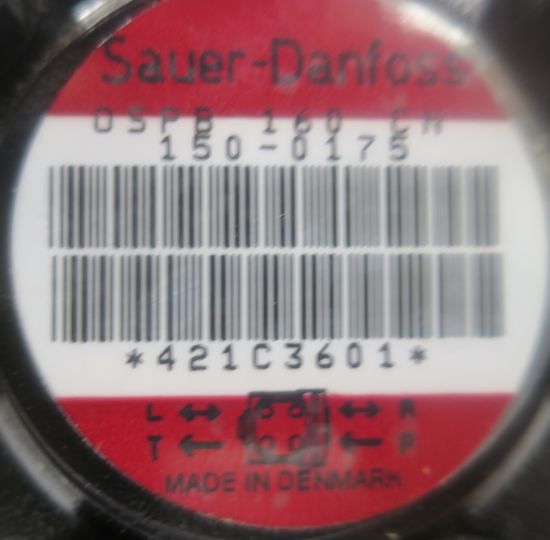 Sauer-Danfoss
OSPB 160 CN
150-0175
*421C3601*
L R
T P
MADE IN DENMARK